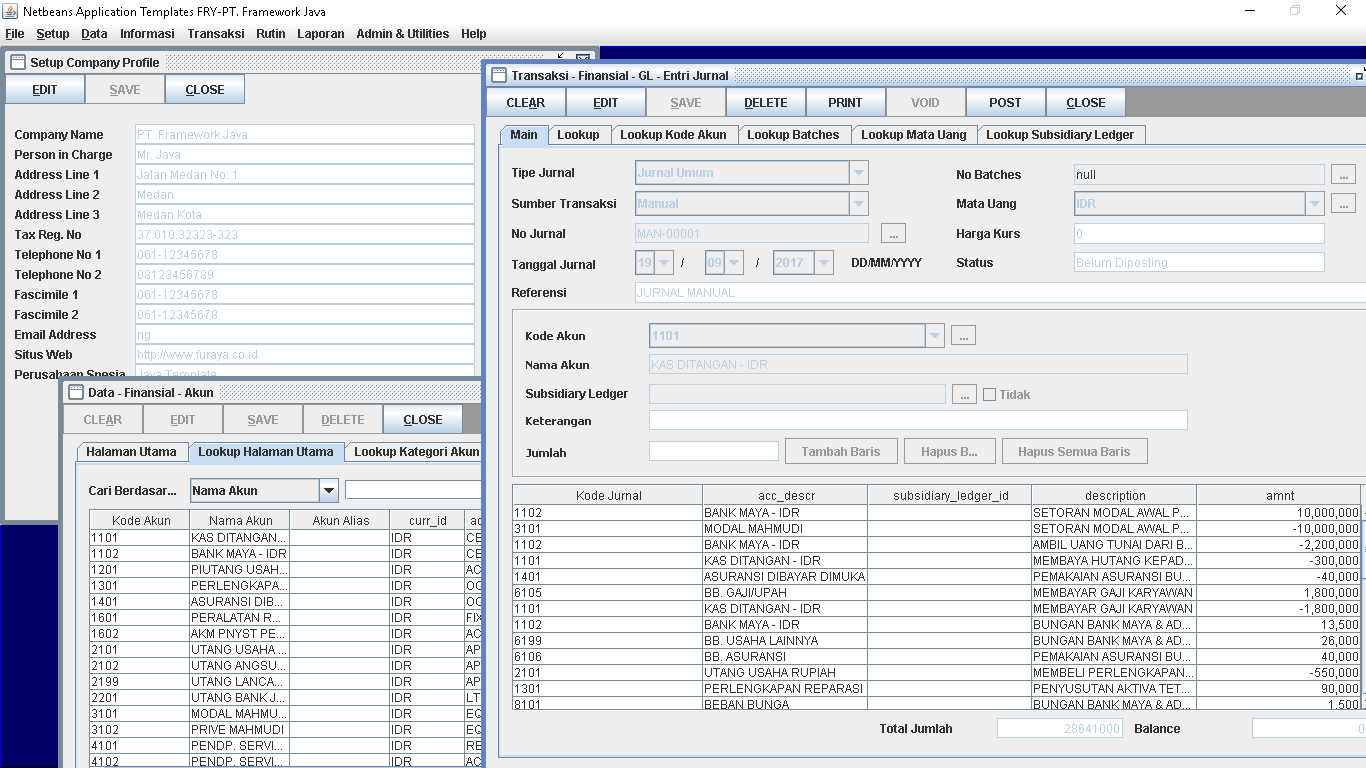 Netbeans Application Templates FRY-PT. Framework Java
File Setup Data Informasi Transaksi Rutin Laporan Admin & Utilities Help
Setup Company Profile
EDIT SAVE CLOSE
Company Name PT. Framework Java
Person in Charge Mr. Java
Address Line 1 Jalan Medan No: 1
Address Line 2 Medan
Address Line 3 Medan Kota
Tax Reg. No 37.010.32323-323
Telephone No 1 061-12345678
Telephone No 2 08123456789
Fascimile 1 061-12345678
Fascimile 2 061-12345678
Email Address ng
Situs Web http://www.furaya.co.id
Perusahaan Spesia Java Template
Data - Finansial - Akun
CLEAR EDIT SAVE DELETE CLOSE
Halaman Utama Lookup Halaman Utama Lookup Kategori Akun
Cari Berdasar... Nama Akun
Kode Akun Nama Akun Akun Alias curr_id ac
1101 KAS DITANGAN... IDR CE
1102 BANK MAYA - IDR IDR CE
1201 PIUTANG USAH... IDR AC
1301 PERLENGKAPA... IDR OC
1401 ASURANSI DIB... IDR OC
1601 PERALATAN R... IDR FIX
1602 AKM PNYST PE... IDR AC
2101 UTANG USAHA ... IDR AP
2102 UTANG ANGSU... IDR AP
2199 UTANG LANCA... IDR AP
2201 UTANG BANK J... IDR LT
3101 MODAL MAHMU... IDR EQ
3102 PRIVE MAHMUDI IDR EQ
4101 PENDP. SERVI... IDR RE
4102 PENDP. SERVI... IDR
Transaksi - Finansial - GL - Entri Jurnal
CLEAR EDIT SAVE DELETE PRINT VOID POST CLOSE
Main Lookup Lookup Kode Akun Lookup Batches Lookup Mata Uang Lookup Subsidiary Ledger
Tipe Jurnal Jurnal Umum No Batches null ...
Sumber Transaksi Manual Mata Uang IDR ...
No Jurnal MAN-00001 ... Harga Kurs 0
Tanggal Jurnal 19 / 09 / 2017 DD/MM/YYYY Status Belum Diposting
Referensi JURNAL MANUAL
Kode Akun 1101 ...
Nama Akun KAS DITANGAN - IDR
Subsidiary Ledger ... Tidak
Keterangan
Jumlah Tambah Baris Hapus B... Hapus Semua Baris
Kode Jurnal acc_descr subsidiary_ledger_id description amnt
1102 BANK MAYA - IDR SETORAN MODAL AWAL P... 10,000,000
3101 MODAL MAHMUDI SETORAN MODAL AWAL P... -10,000,000
1102 BANK MAYA - IDR AMBIL UANG TUNAI DARI B... -2,200,000
1101 KAS DITANGAN - IDR MEMBAYA HUTANG KEPAD... -300,000
1401 ASURANSI DIBAYAR DIMUKA PEMAKAIAN ASURANSI BU... -40,000
6105 BB. GAJI/UPAH MEMBAYAR GAJI KARYAWAN 1,800,000
1101 KAS DITANGAN - IDR MEMBAYAR GAJI KARYAWAN -1,800,000
1102 BANK MAYA - IDR BUNGAN BANK MAYA & AD... 13,500
6199 BB. USAHA LAINNYA BUNGAN BANK MAYA & AD... 26,000
6106 BB. ASURANSI PEMAKAIAN ASURANSI BU... 40,000
2101 UTANG USAHA RUPIAH MEMBELI PERLENGKAPAN... -550,000
1301 PERLENGKAPAN REPARASI PENYUSUTAN AKTIVA TET... 90,000
8101 BEBAN BUNGA BUNGAN BANK MAYA & AD... 1,500
Total Jumlah 28641000 Balance 0